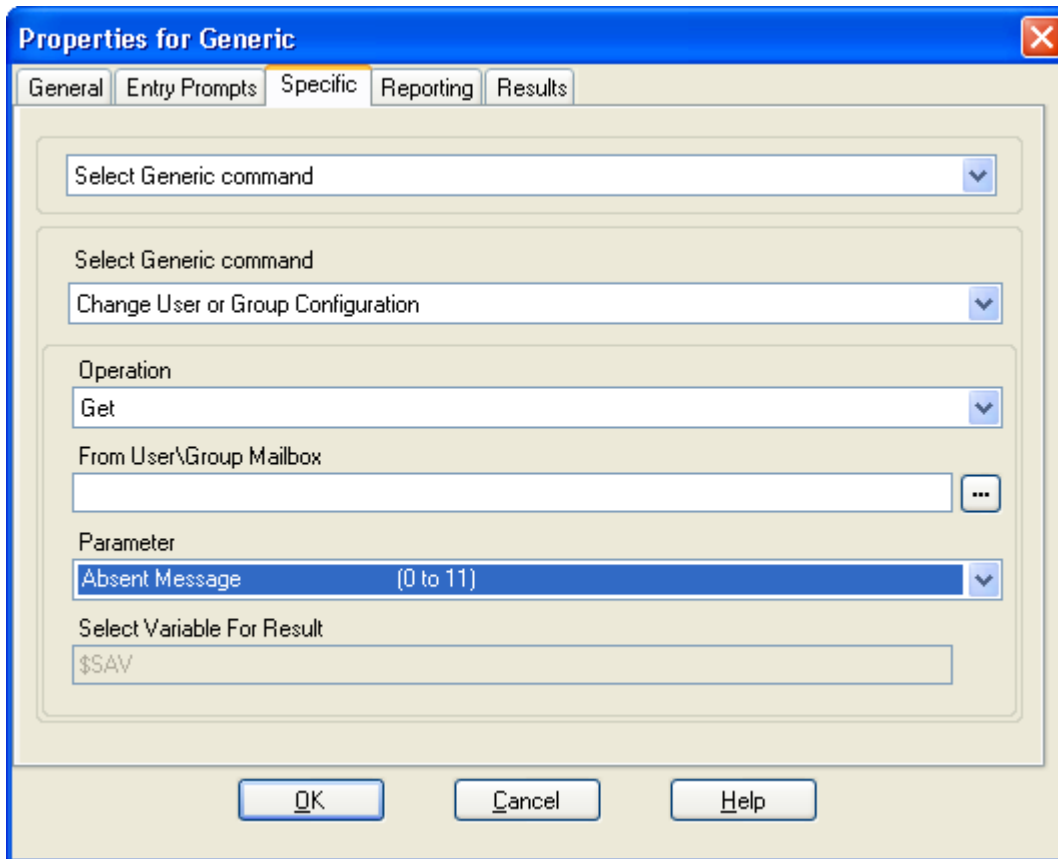 Properties for Generic
General Entry Prompts Specific Reporting Results
Select Generic command
Select Generic command
Change User or Group Configuration
Operation
Get
From User\Group Mailbox
...
Parameter
Absent Message (0 to 11)
Select Variable For Result
$SAV
OK Cancel Help